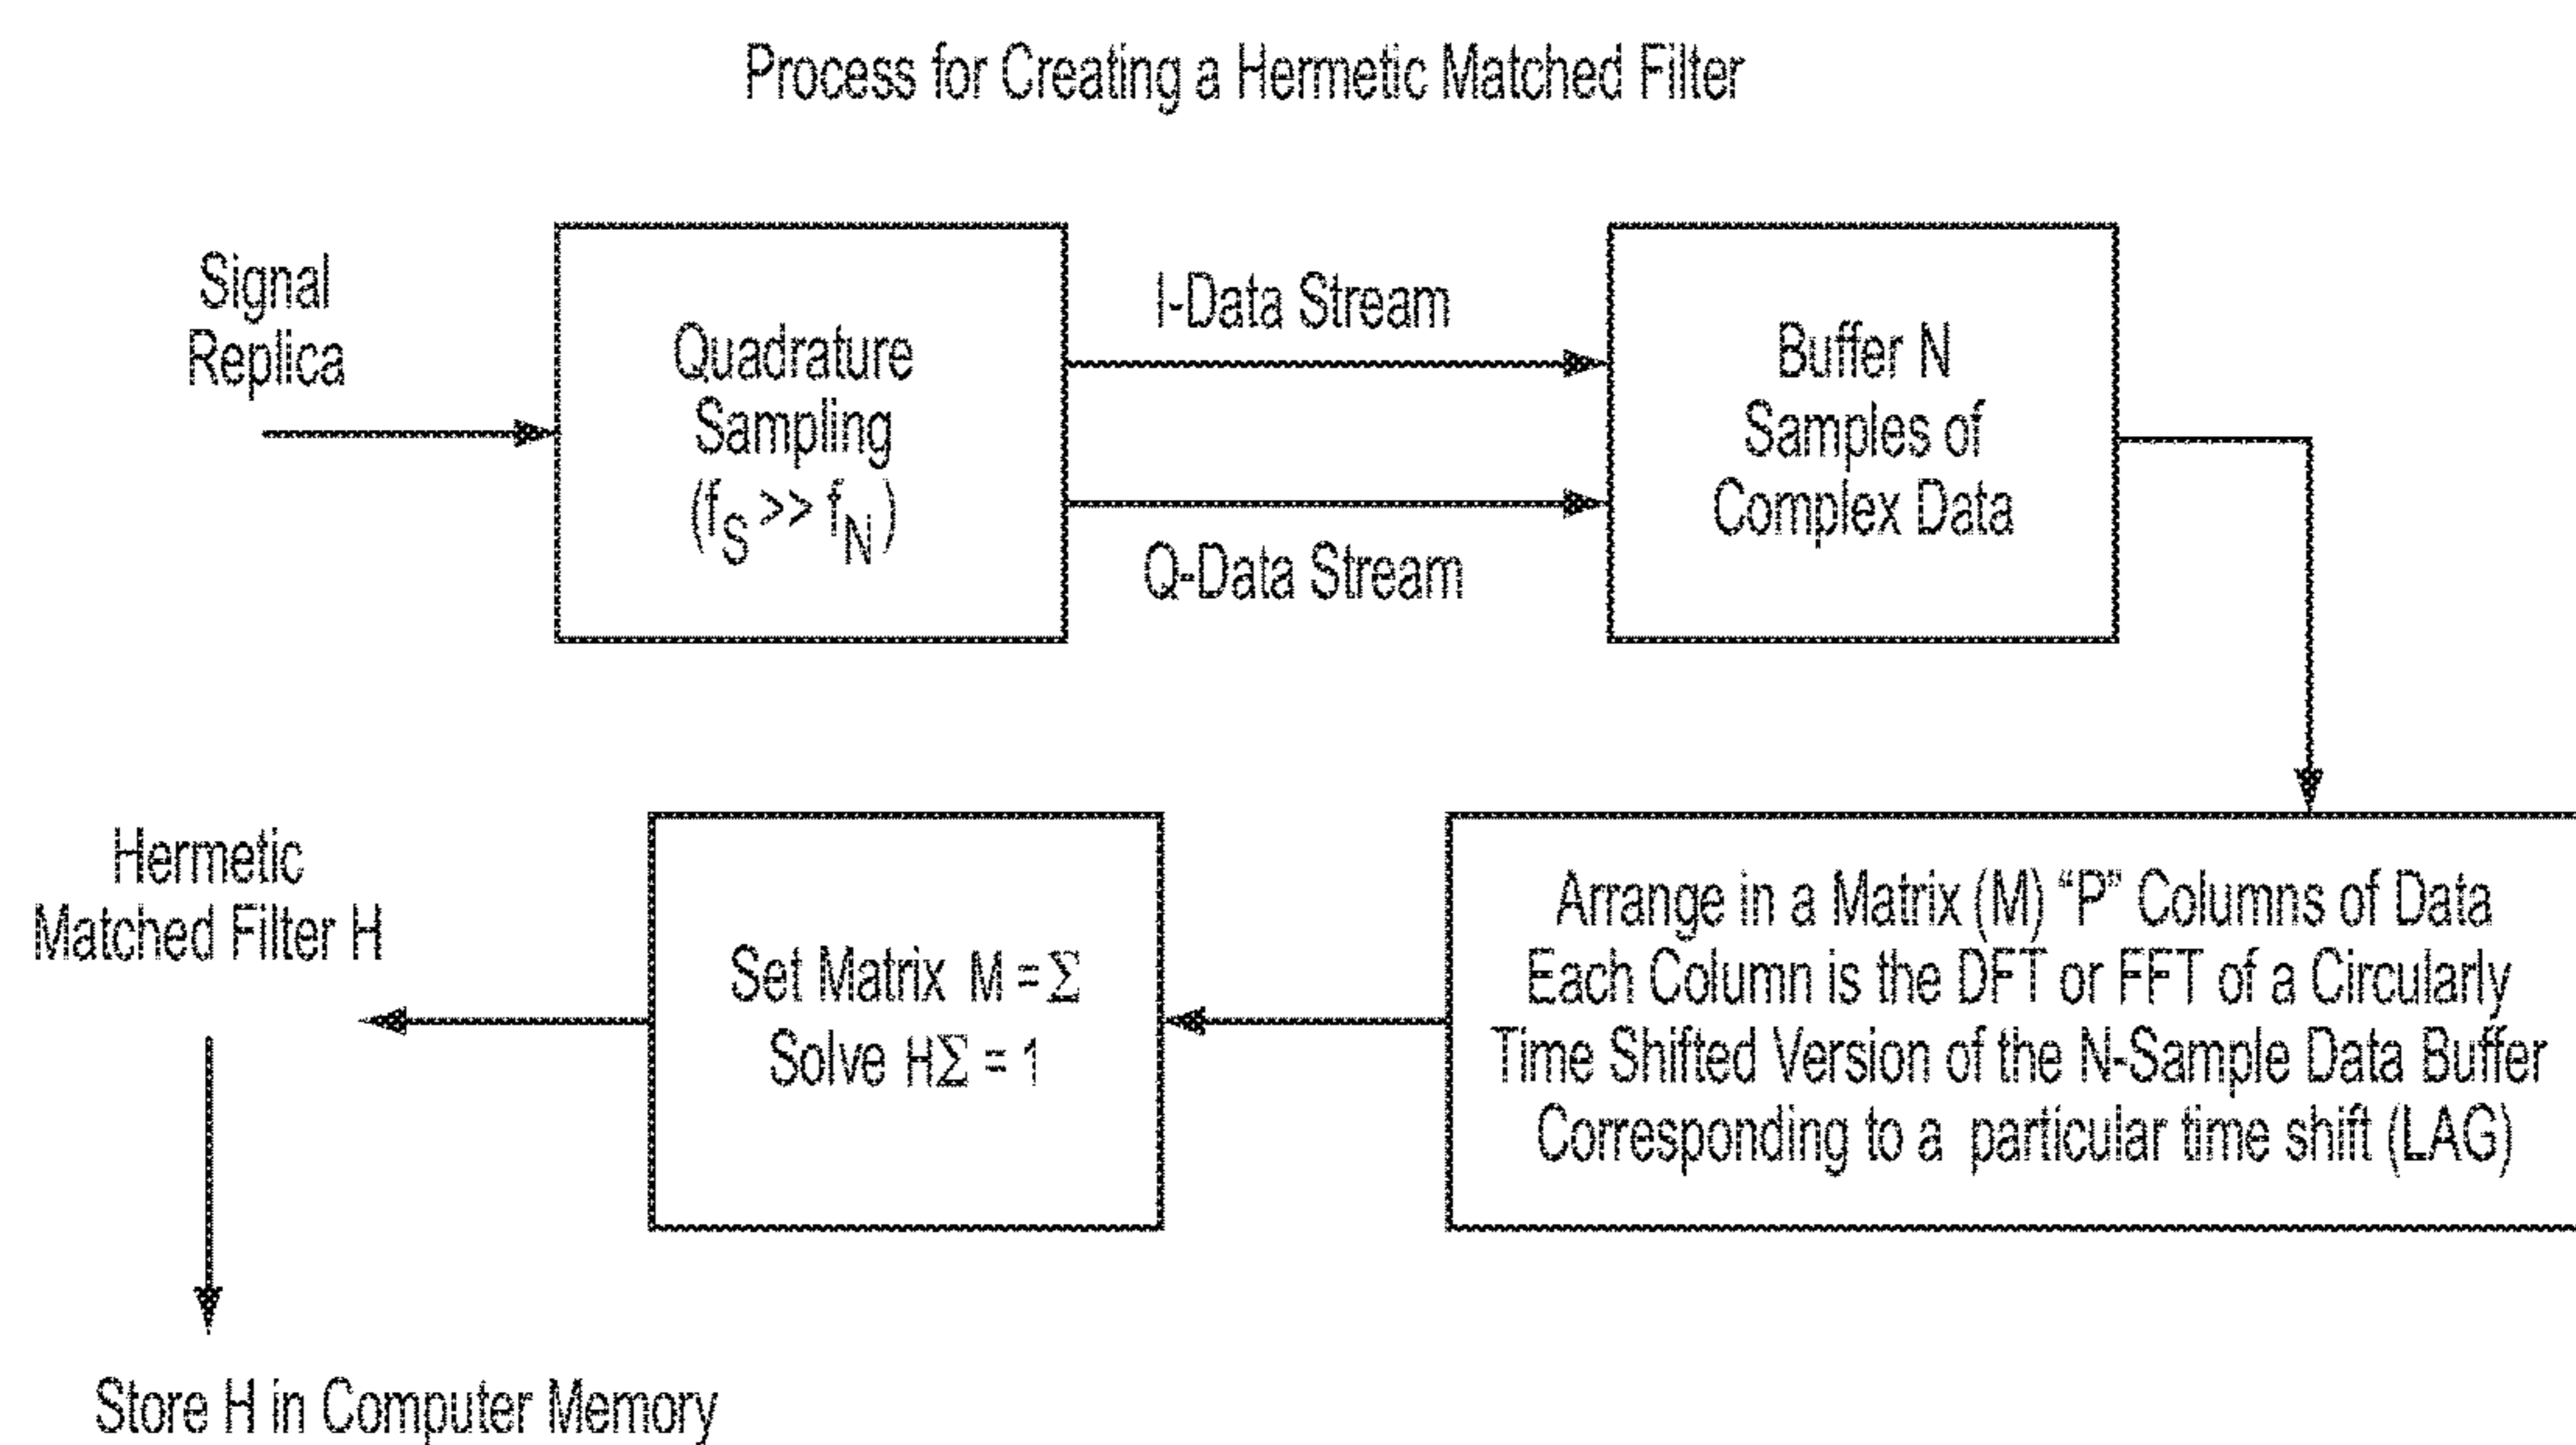 Process for Creating a Hermetic Matched Filter
Signal
Replica
Quadrature
Sampling
(fS >> fN)
I-Data Stream
Q-Data Stream
Buffer N
Samples of
Complex Data
Arrange in a Matrix (M) “P” Columns of Data
Each Column is the DFT or FFT of a Circularly
Time Shifted Version of the N-Sample Data Buffer
Corresponding to a particular time shift (LAG)
Set Matrix M = Σ
Solve HΣ = 1
Hermetic
Matched Filter H
Store H in Computer Memory